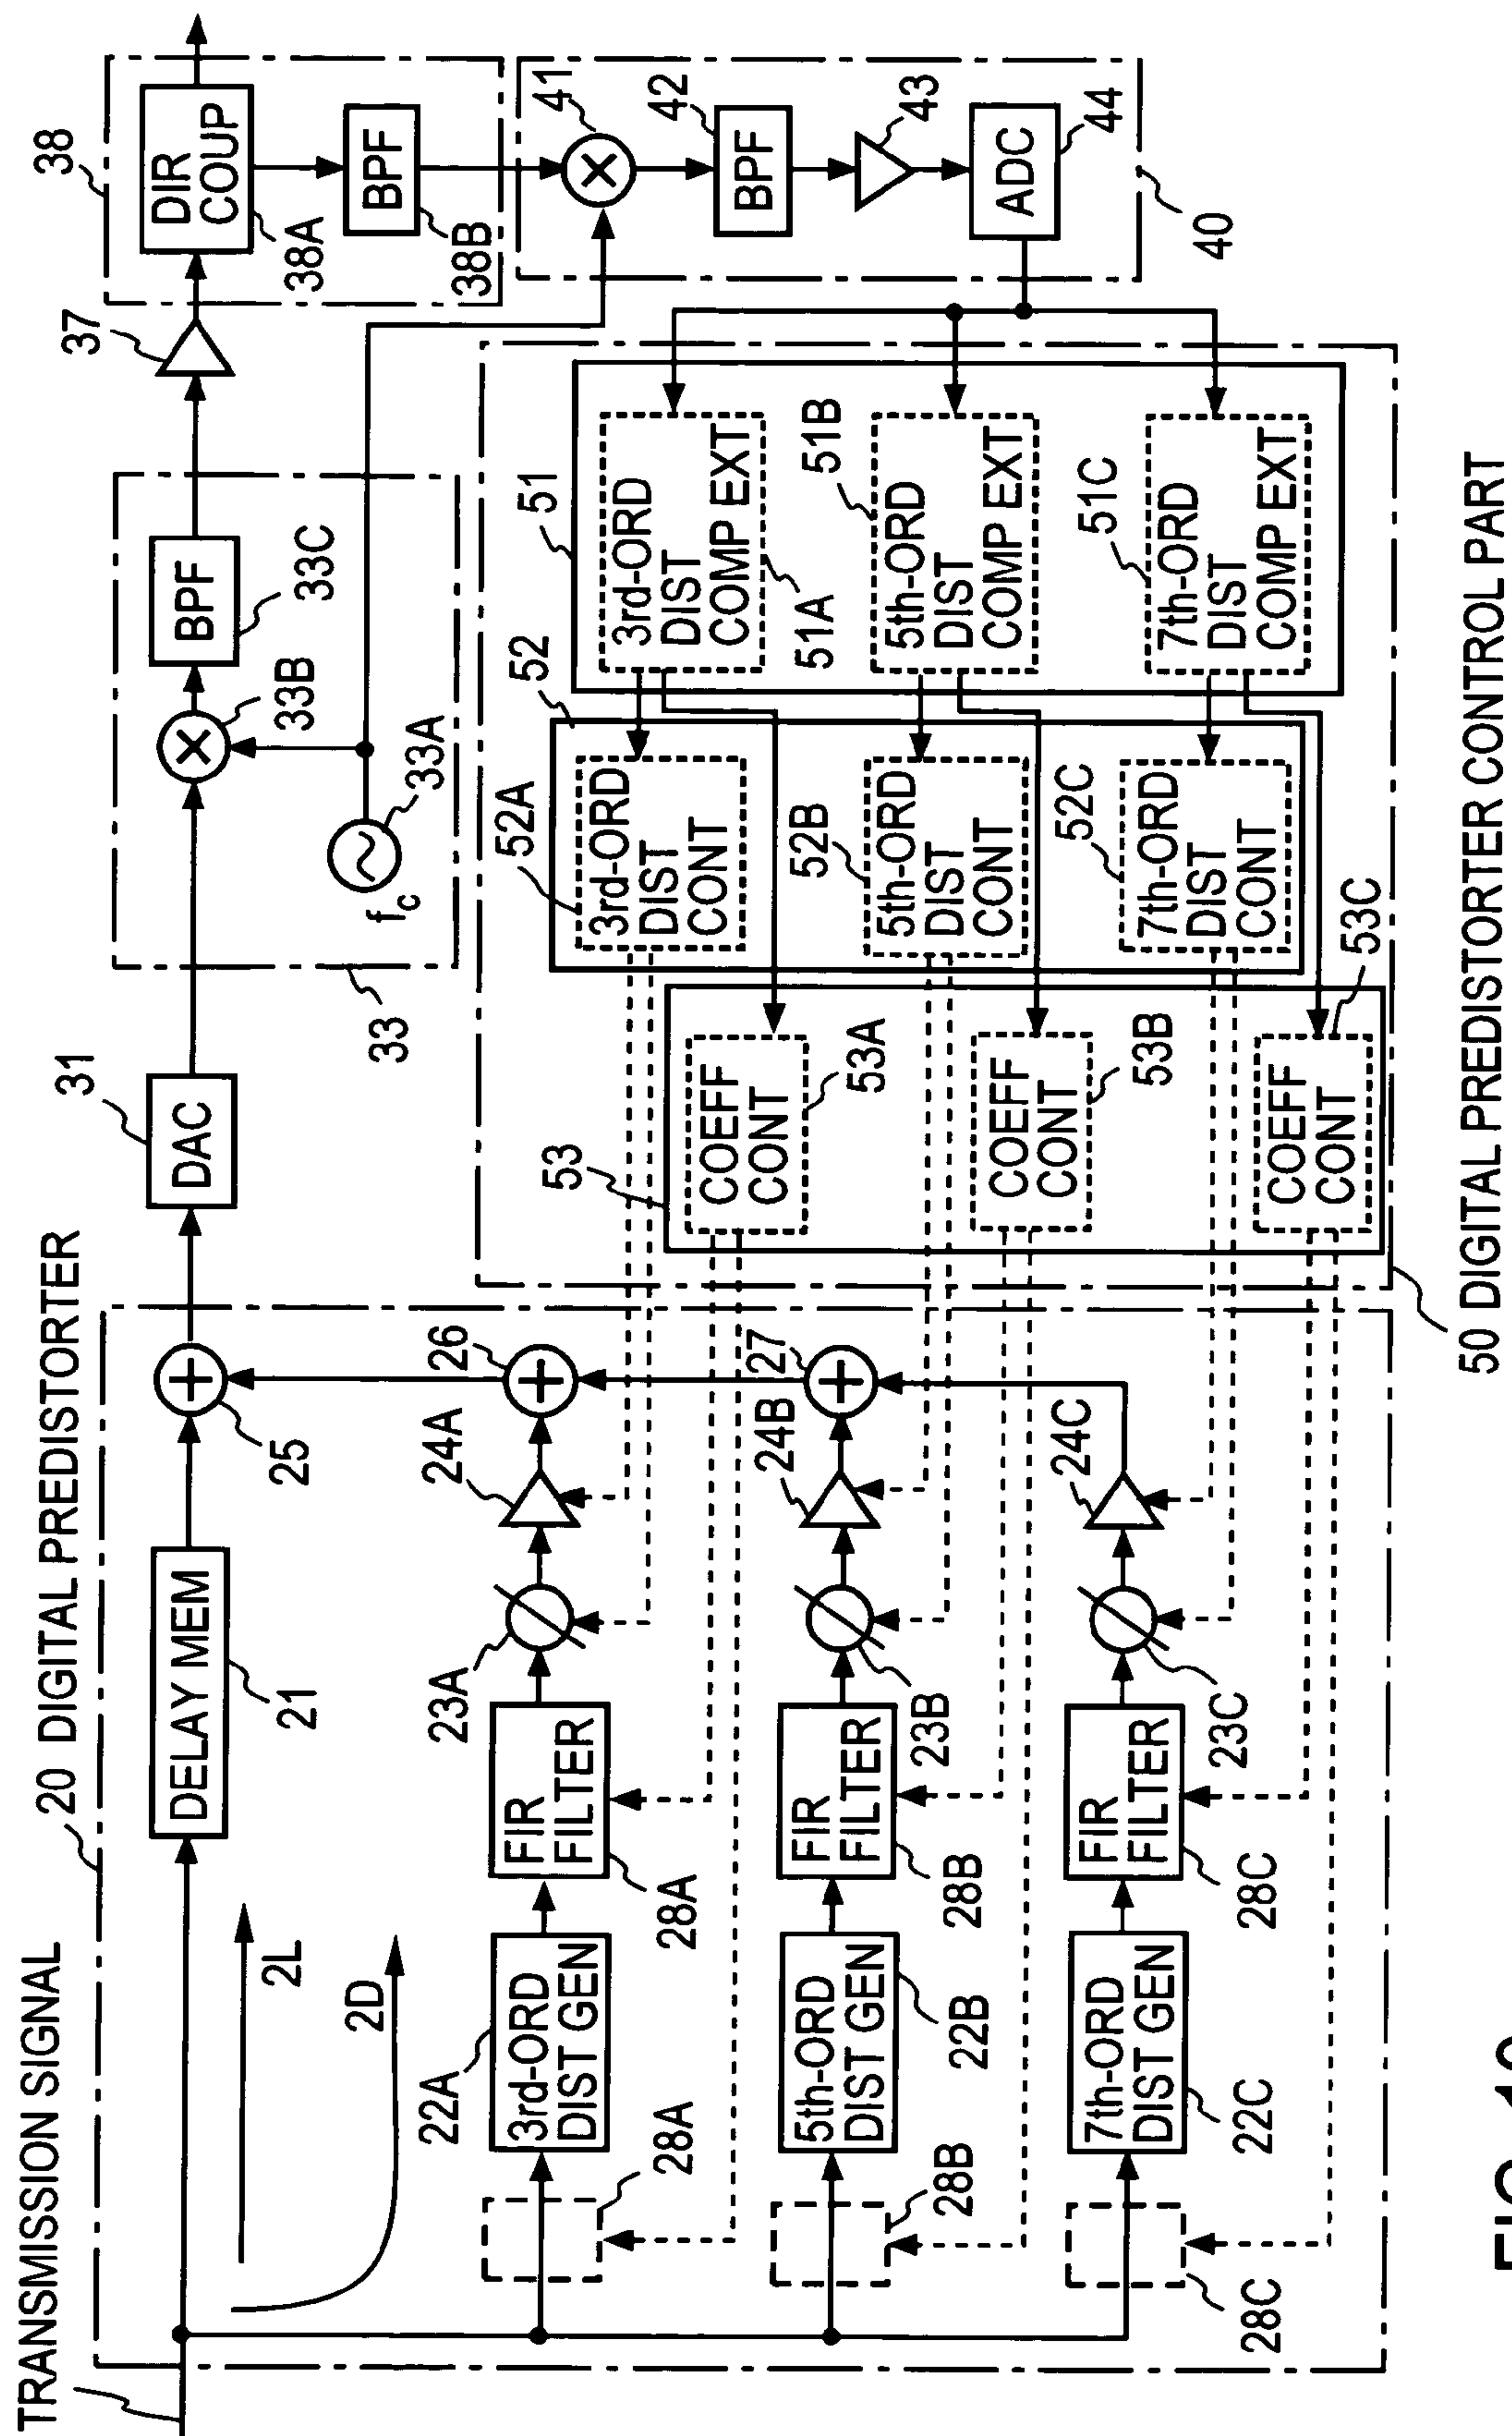 TRANSMISSION SIGNAL
20 DIGITAL PREDISTORTER
DELAY MEM
21
2L
2D
25
DAC
31
33
BPF
33C
33B
33A
fc
37
38
DIR
COUP
38A
BPF
38B
41
42
BPF
43
ADC
44
40
28A
22A
3rd-ORD
DIST GEN
28A
FIR
FILTER
23A
24A
26
28B
22B
5th-ORD
DIST GEN
28B
FIR
FILTER
23B
24B
27
28C
22C
7th-ORD
DIST GEN
28C
FIR
FILTER
23C
24C
53
COEFF
CONT
53A
COEFF
CONT
53B
COEFF
CONT
53C
52
52A
3rd-ORD
DIST
CONT
52B
5th-ORD
DIST
CONT
52C
7th-ORD
DIST
CONT
51
3rd-ORD
DIST
COMP EXT
51A
51B
5th-ORD
DIST
COMP EXT
51C
7th-ORD
DIST
COMP EXT
50 DIGITAL PREDISTORTER CONTROL PART